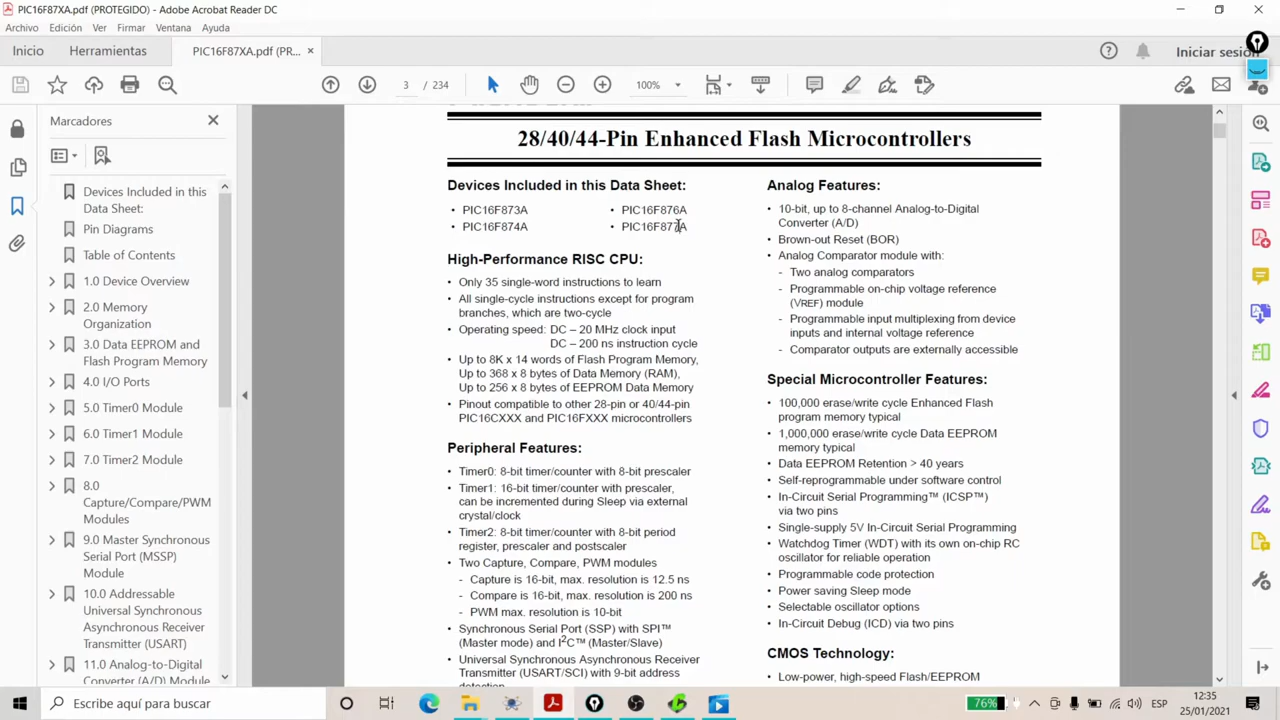 PIC16F87XA.pdf (PROTEGIDO) - Adobe Acrobat Reader DC
Archivo Edición Ver Firmar Ventana Ayuda
Inicio Herramientas PIC16F87XA.pdf (PR... × Iniciar sesión
3 / 234 100%
Marcadores
Devices Included in this
Data Sheet:
Pin Diagrams
Table of Contents
1.0 Device Overview
2.0 Memory
Organization
3.0 Data EEPROM and
Flash Program Memory
4.0 I/O Ports
5.0 Timer0 Module
6.0 Timer1 Module
7.0 Timer2 Module
8.0
Capture/Compare/PWM
Modules
9.0 Master Synchronous
Serial Port (MSSP)
Module
10.0 Addressable
Universal Synchronous
Asynchronous Receiver
Transmitter (USART)
11.0 Analog-to-Digital
Converter (A/D) Module
28/40/44-Pin Enhanced Flash Microcontrollers
Devices Included in this Data Sheet:
• PIC16F873A • PIC16F876A
• PIC16F874A • PIC16F877A
High-Performance RISC CPU:
• Only 35 single-word instructions to learn
• All single-cycle instructions except for program
branches, which are two-cycle
• Operating speed: DC – 20 MHz clock input
DC – 200 ns instruction cycle
• Up to 8K x 14 words of Flash Program Memory,
Up to 368 x 8 bytes of Data Memory (RAM),
Up to 256 x 8 bytes of EEPROM Data Memory
• Pinout compatible to other 28-pin or 40/44-pin
PIC16CXXX and PIC16FXXX microcontrollers
Peripheral Features:
• Timer0: 8-bit timer/counter with 8-bit prescaler
• Timer1: 16-bit timer/counter with prescaler,
can be incremented during Sleep via external
crystal/clock
• Timer2: 8-bit timer/counter with 8-bit period
register, prescaler and postscaler
• Two Capture, Compare, PWM modules
- Capture is 16-bit, max. resolution is 12.5 ns
- Compare is 16-bit, max. resolution is 200 ns
- PWM max. resolution is 10-bit
• Synchronous Serial Port (SSP) with SPI™
(Master mode) and I²C™ (Master/Slave)
• Universal Synchronous Asynchronous Receiver
Transmitter (USART/SCI) with 9-bit address
detection
Analog Features:
• 10-bit, up to 8-channel Analog-to-Digital
Converter (A/D)
• Brown-out Reset (BOR)
• Analog Comparator module with:
- Two analog comparators
- Programmable on-chip voltage reference
(VREF) module
- Programmable input multiplexing from device
inputs and internal voltage reference
- Comparator outputs are externally accessible
Special Microcontroller Features:
• 100,000 erase/write cycle Enhanced Flash
program memory typical
• 1,000,000 erase/write cycle Data EEPROM
memory typical
• Data EEPROM Retention > 40 years
• Self-reprogrammable under software control
• In-Circuit Serial Programming™ (ICSP™)
via two pins
• Single-supply 5V In-Circuit Serial Programming
• Watchdog Timer (WDT) with its own on-chip RC
oscillator for reliable operation
• Programmable code protection
• Power saving Sleep mode
• Selectable oscillator options
• In-Circuit Debug (ICD) via two pins
CMOS Technology:
• Low-power, high-speed Flash/EEPROM
Escribe aquí para buscar
76% ESP 12:35
25/01/2021